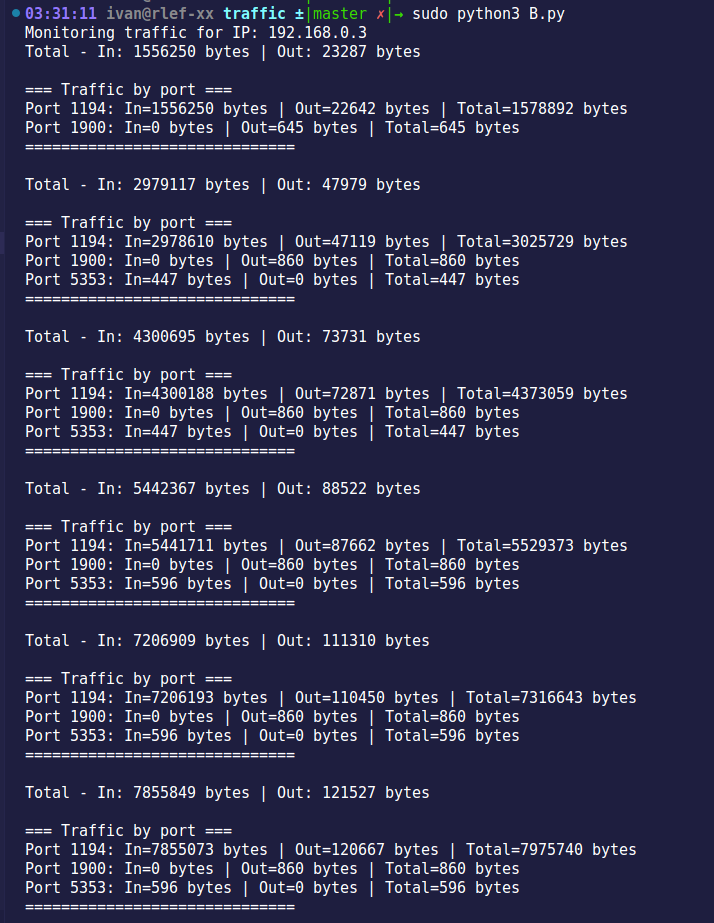 03:31:11 ivan@rlef-xx traffic ±|master ✗|→ sudo python3 B.py
Monitoring traffic for IP: 192.168.0.3
Total - In: 1556250 bytes | Out: 23287 bytes
=== Traffic by port ===
Port 1194: In=1556250 bytes | Out=22642 bytes | Total=1578892 bytes
Port 1900: In=0 bytes | Out=645 bytes | Total=645 bytes
==============================
Total - In: 2979117 bytes | Out: 47979 bytes
=== Traffic by port ===
Port 1194: In=2978610 bytes | Out=47119 bytes | Total=3025729 bytes
Port 1900: In=0 bytes | Out=860 bytes | Total=860 bytes
Port 5353: In=447 bytes | Out=0 bytes | Total=447 bytes
==============================
Total - In: 4300695 bytes | Out: 73731 bytes
=== Traffic by port ===
Port 1194: In=4300188 bytes | Out=72871 bytes | Total=4373059 bytes
Port 1900: In=0 bytes | Out=860 bytes | Total=860 bytes
Port 5353: In=447 bytes | Out=0 bytes | Total=447 bytes
==============================
Total - In: 5442367 bytes | Out: 88522 bytes
=== Traffic by port ===
Port 1194: In=5441711 bytes | Out=87662 bytes | Total=5529373 bytes
Port 1900: In=0 bytes | Out=860 bytes | Total=860 bytes
Port 5353: In=596 bytes | Out=0 bytes | Total=596 bytes
==============================
Total - In: 7206909 bytes | Out: 111310 bytes
=== Traffic by port ===
Port 1194: In=7206193 bytes | Out=110450 bytes | Total=7316643 bytes
Port 1900: In=0 bytes | Out=860 bytes | Total=860 bytes
Port 5353: In=596 bytes | Out=0 bytes | Total=596 bytes
==============================
Total - In: 7855849 bytes | Out: 121527 bytes
=== Traffic by port ===
Port 1194: In=7855073 bytes | Out=120667 bytes | Total=7975740 bytes
Port 1900: In=0 bytes | Out=860 bytes | Total=860 bytes
Port 5353: In=596 bytes | Out=0 bytes | Total=596 bytes
==============================